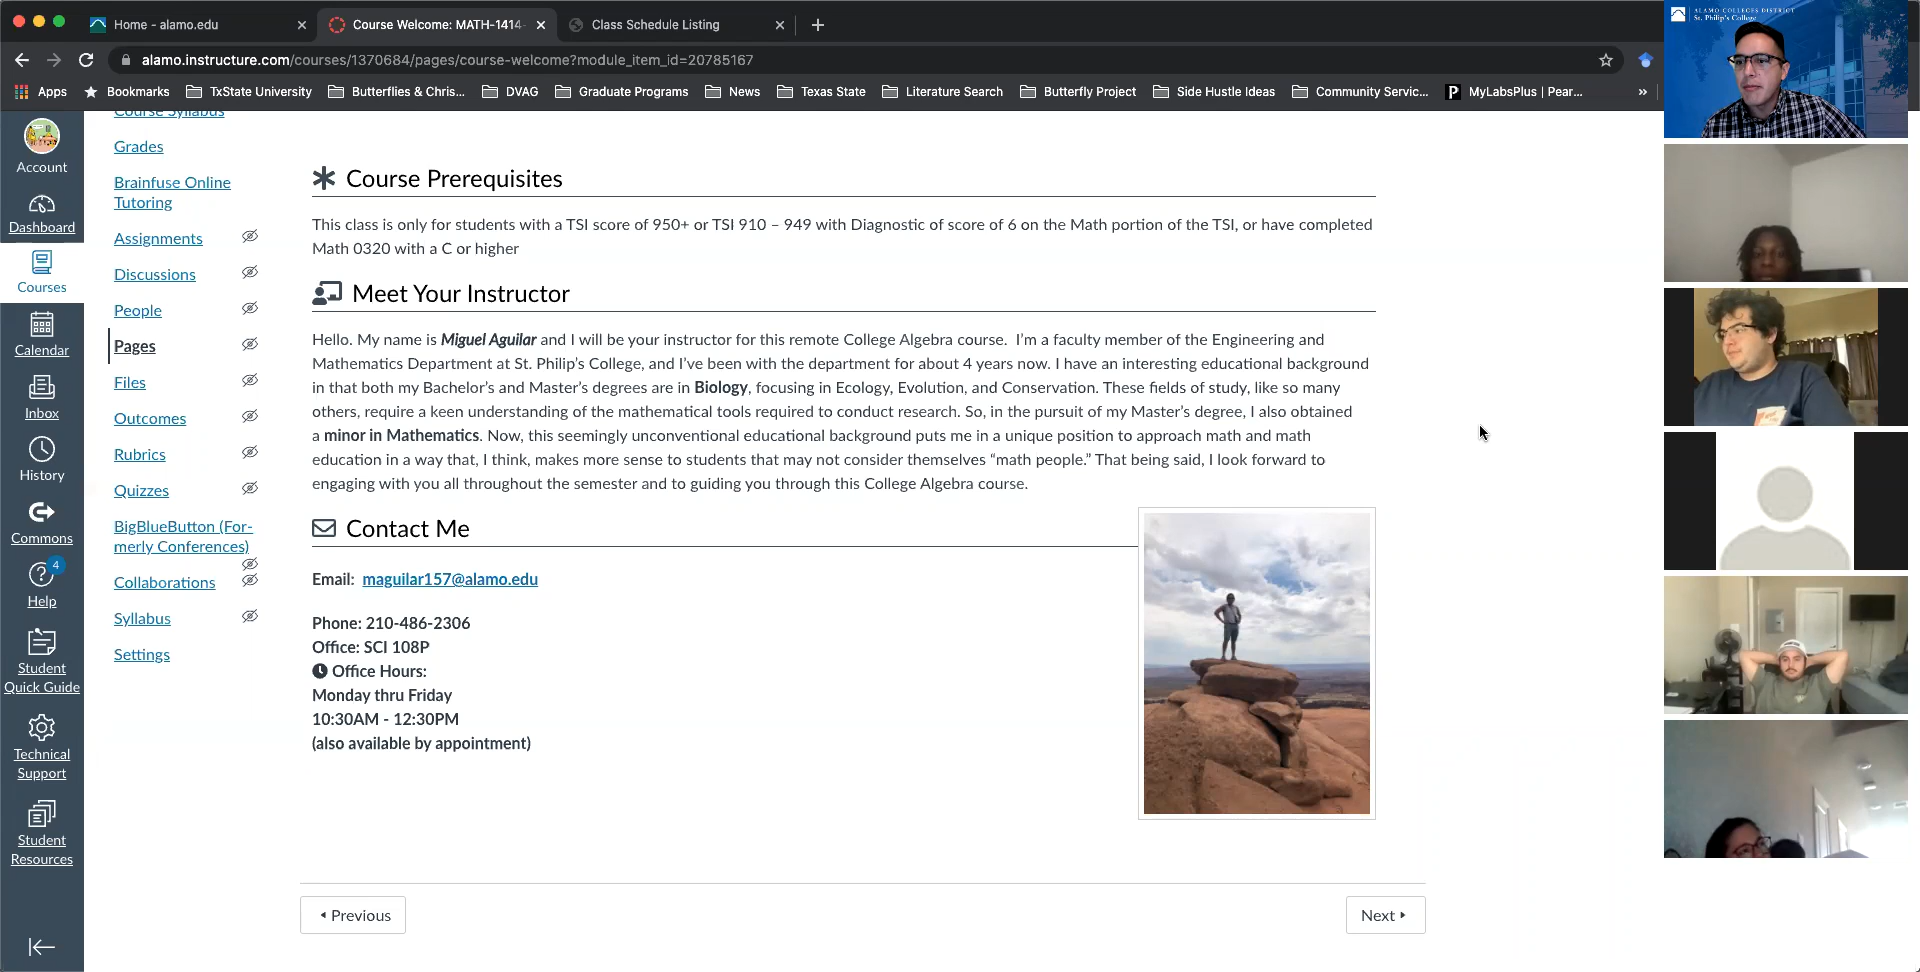 Home - alamo.edu
Course Welcome: MATH-1414-
Class Schedule Listing
alamo.instructure.com/courses/1370684/pages/course-welcome?module_item_id=20785167
Apps
Bookmarks
TxState University
Butterflies & Chris...
DVAG
Graduate Programs
News
Texas State
Literature Search
Butterfly Project
Side Hustle Ideas
Community Servic...
MyLabsPlus | Pear...
»
ALAMO COLLEGES DISTRICT
St. Philip's College
Account
Dashboard
Courses
Calendar
Inbox
History
Commons
4
Help
Student
Quick Guide
Technical
Support
Student
Resources
Course Syllabus
Grades
Brainfuse Online
Tutoring
Assignments
Discussions
People
Pages
Files
Outcomes
Rubrics
Quizzes
BigBlueButton (For-
merly Conferences)
Collaborations
Syllabus
Settings
Course Prerequisites
This class is only for students with a TSI score of 950+ or TSI 910 – 949 with Diagnostic of score of 6 on the Math portion of the TSI, or have completed
Math 0320 with a C or higher
Meet Your Instructor
Hello. My name is Miguel Aguilar and I will be your instructor for this remote College Algebra course. I'm a faculty member of the Engineering and
Mathematics Department at St. Philip's College, and I've been with the department for about 4 years now. I have an interesting educational background
in that both my Bachelor's and Master's degrees are in Biology, focusing in Ecology, Evolution, and Conservation. These fields of study, like so many
others, require a keen understanding of the mathematical tools required to conduct research. So, in the pursuit of my Master's degree, I also obtained
a minor in Mathematics. Now, this seemingly unconventional educational background puts me in a unique position to approach math and math
education in a way that, I think, makes more sense to students that may not consider themselves “math people.” That being said, I look forward to
engaging with you all throughout the semester and to guiding you through this College Algebra course.
Contact Me
Email: maguilar157@alamo.edu
Phone: 210-486-2306
Office: SCI 108P
Office Hours:
Monday thru Friday
10:30AM - 12:30PM
(also available by appointment)
Previous
Next